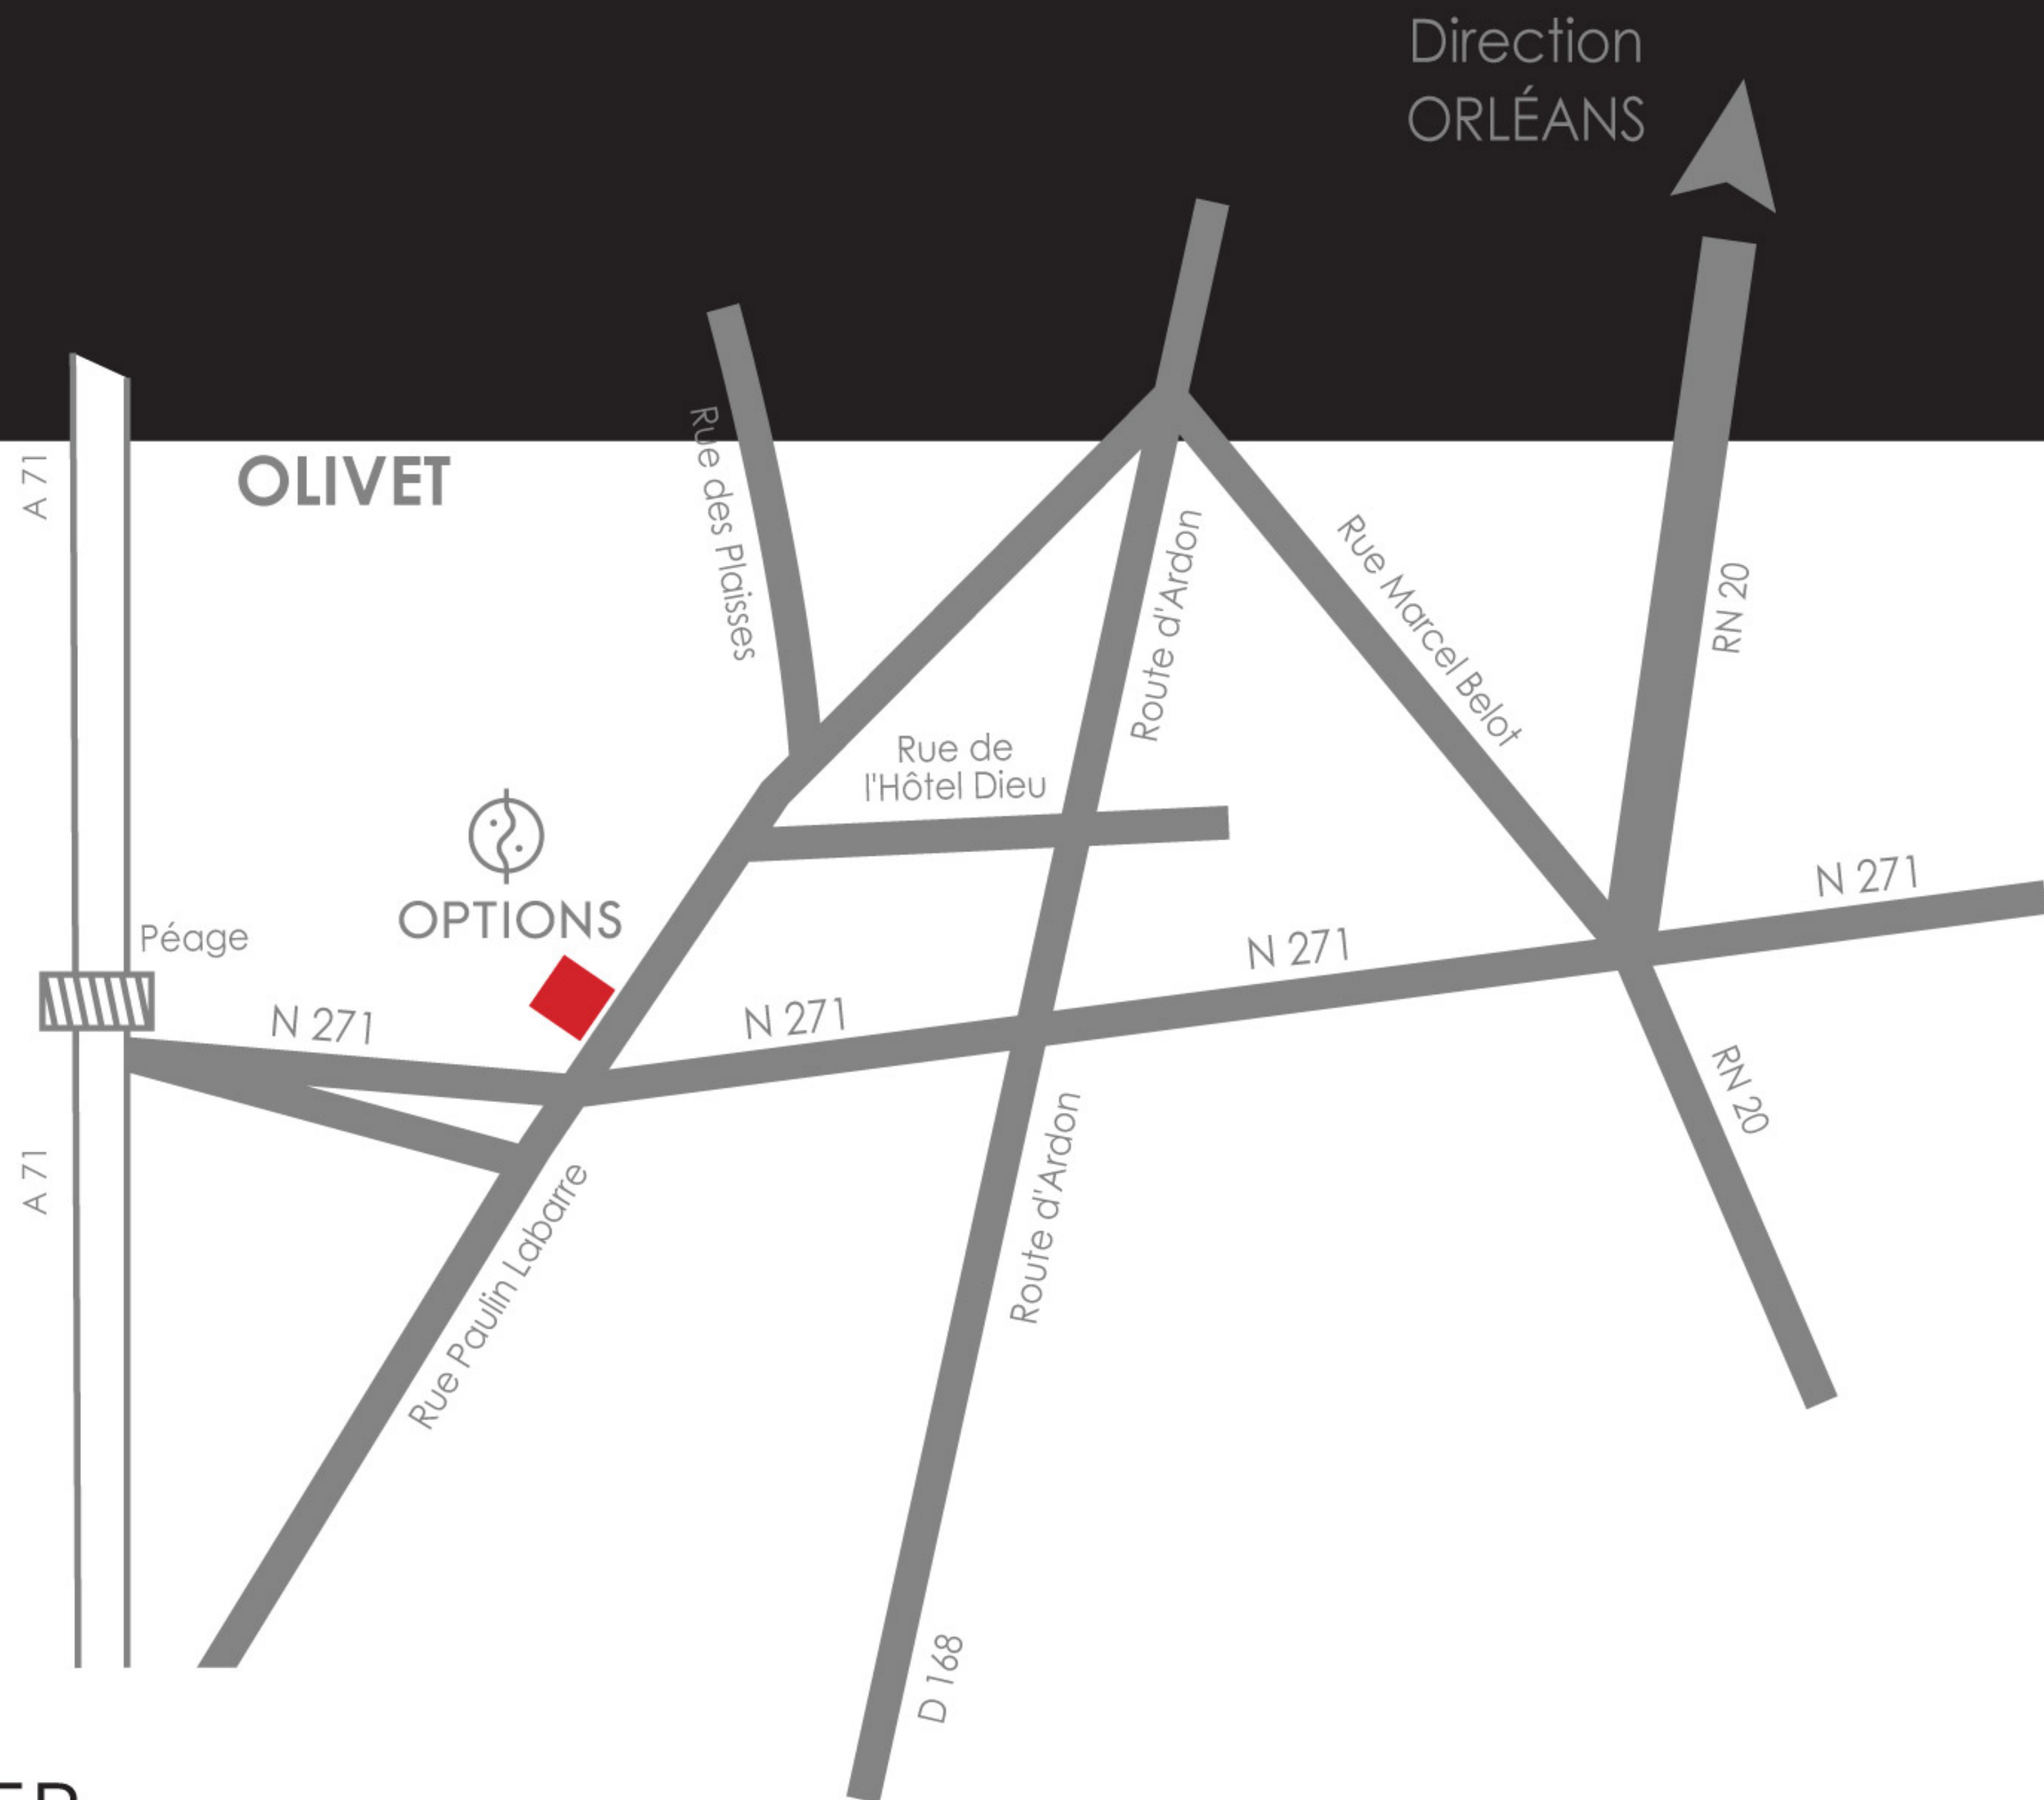 Direction
ORLÉANS
A 71
OLIVET
Rue des Plaisses
Route d'Ardon
Rue Marcel Belot
RN 20
Rue de
l'Hôtel Dieu
OPTIONS
Péage
N 271
N 271
N 271
N 271
RN 20
A 71
Rue Paulin Labarre
Route d'Ardon
D 168